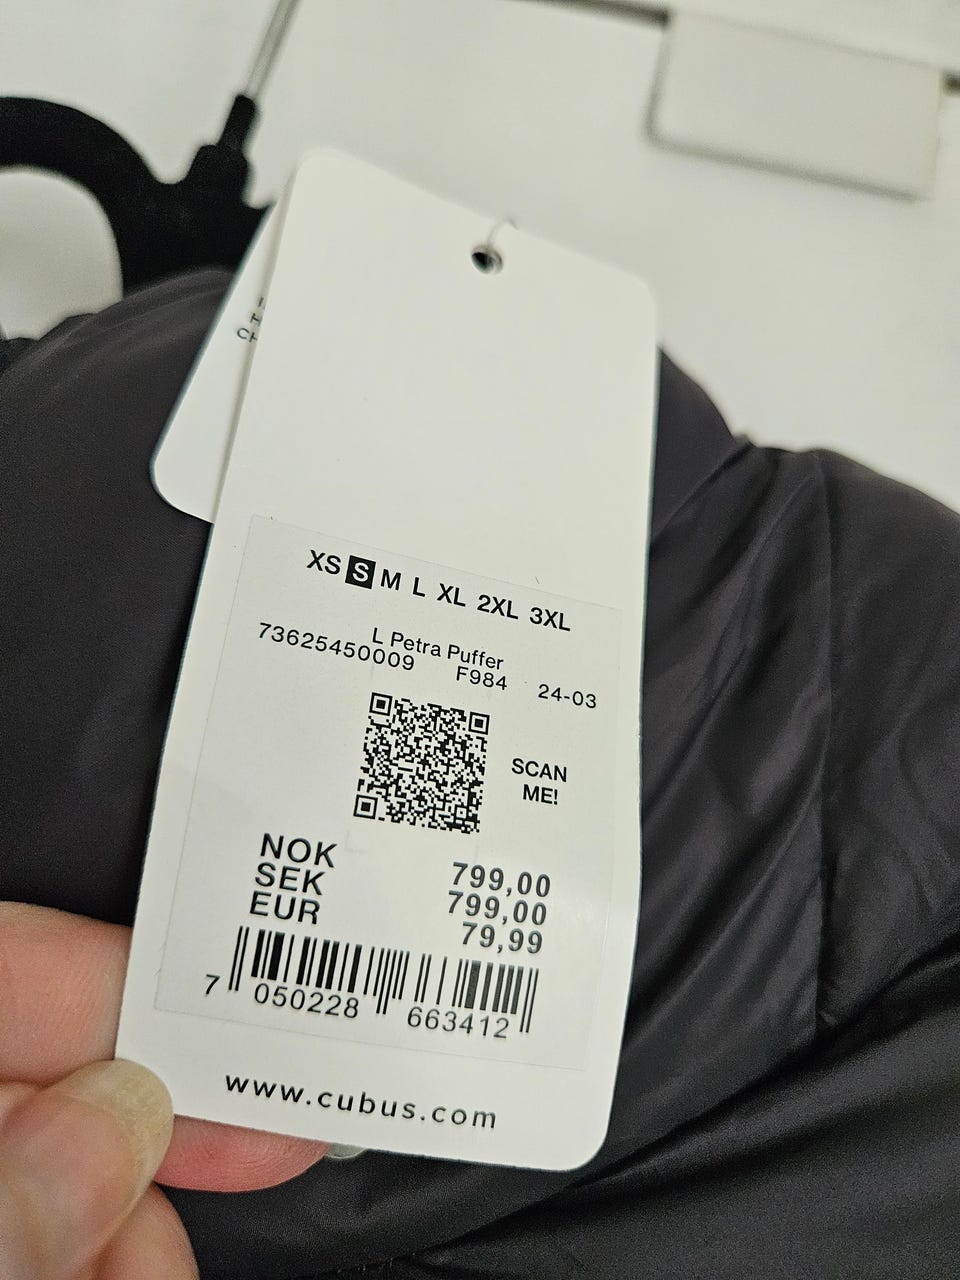 XS S M L XL 2XL 3XL
L Petra Puffer
73625450009 F984 24-03
SCAN
ME!
NOK 799,00
SEK 799,00
EUR 79,99
7 050228 663412
www.cubus.com